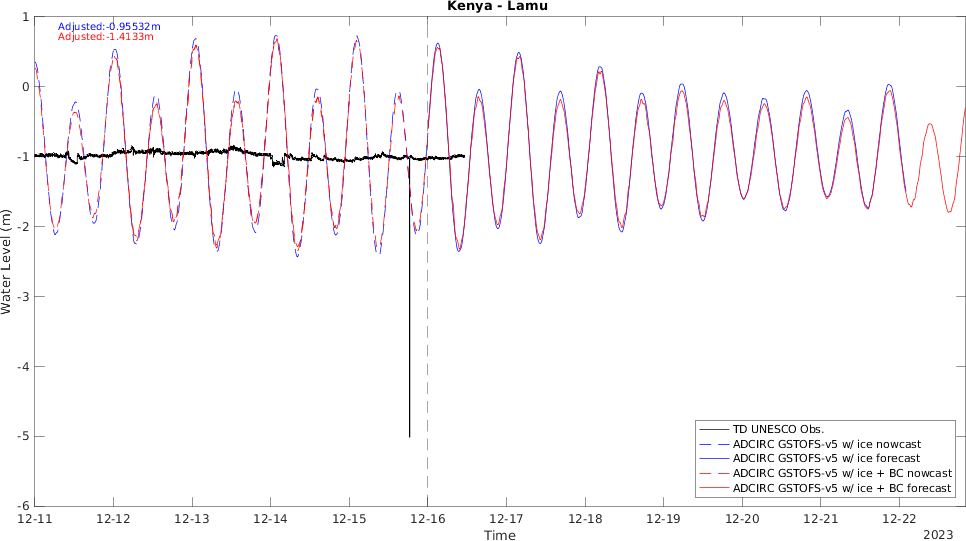 Kenya - Lamu
Adjusted:-0.95532m
Adjusted:-1.4133m
1
0
-1
-2
-3
-4
-5
-6
Water Level (m)
TD UNESCO Obs.
ADCIRC GSTOFS-v5 w/ ice nowcast
ADCIRC GSTOFS-v5 w/ ice forecast
ADCIRC GSTOFS-v5 w/ ice + BC nowcast
ADCIRC GSTOFS-v5 w/ ice + BC forecast
12-11 12-12 12-13 12-14 12-15 12-16 12-17 12-18 12-19 12-20 12-21 12-22
Time
2023